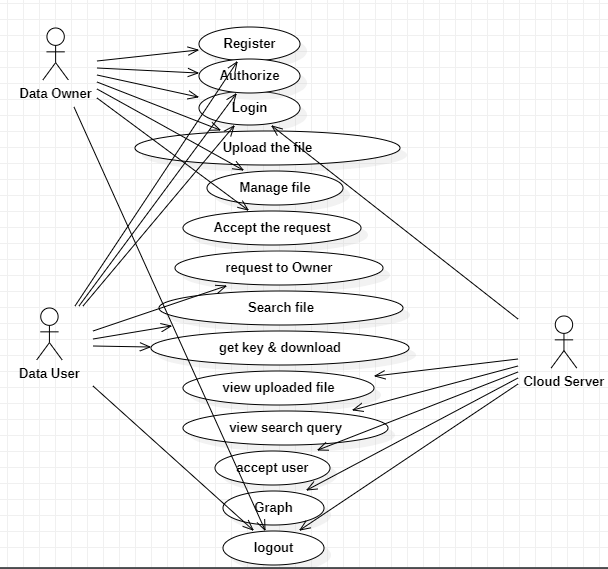 Register
Authorize
Data Owner
Login
Upload the file
Manage file
Accept the request
request to Owner
Search file
get key & download
Data User
Cloud Server
view uploaded file
view search query
accept user
Graph
logout